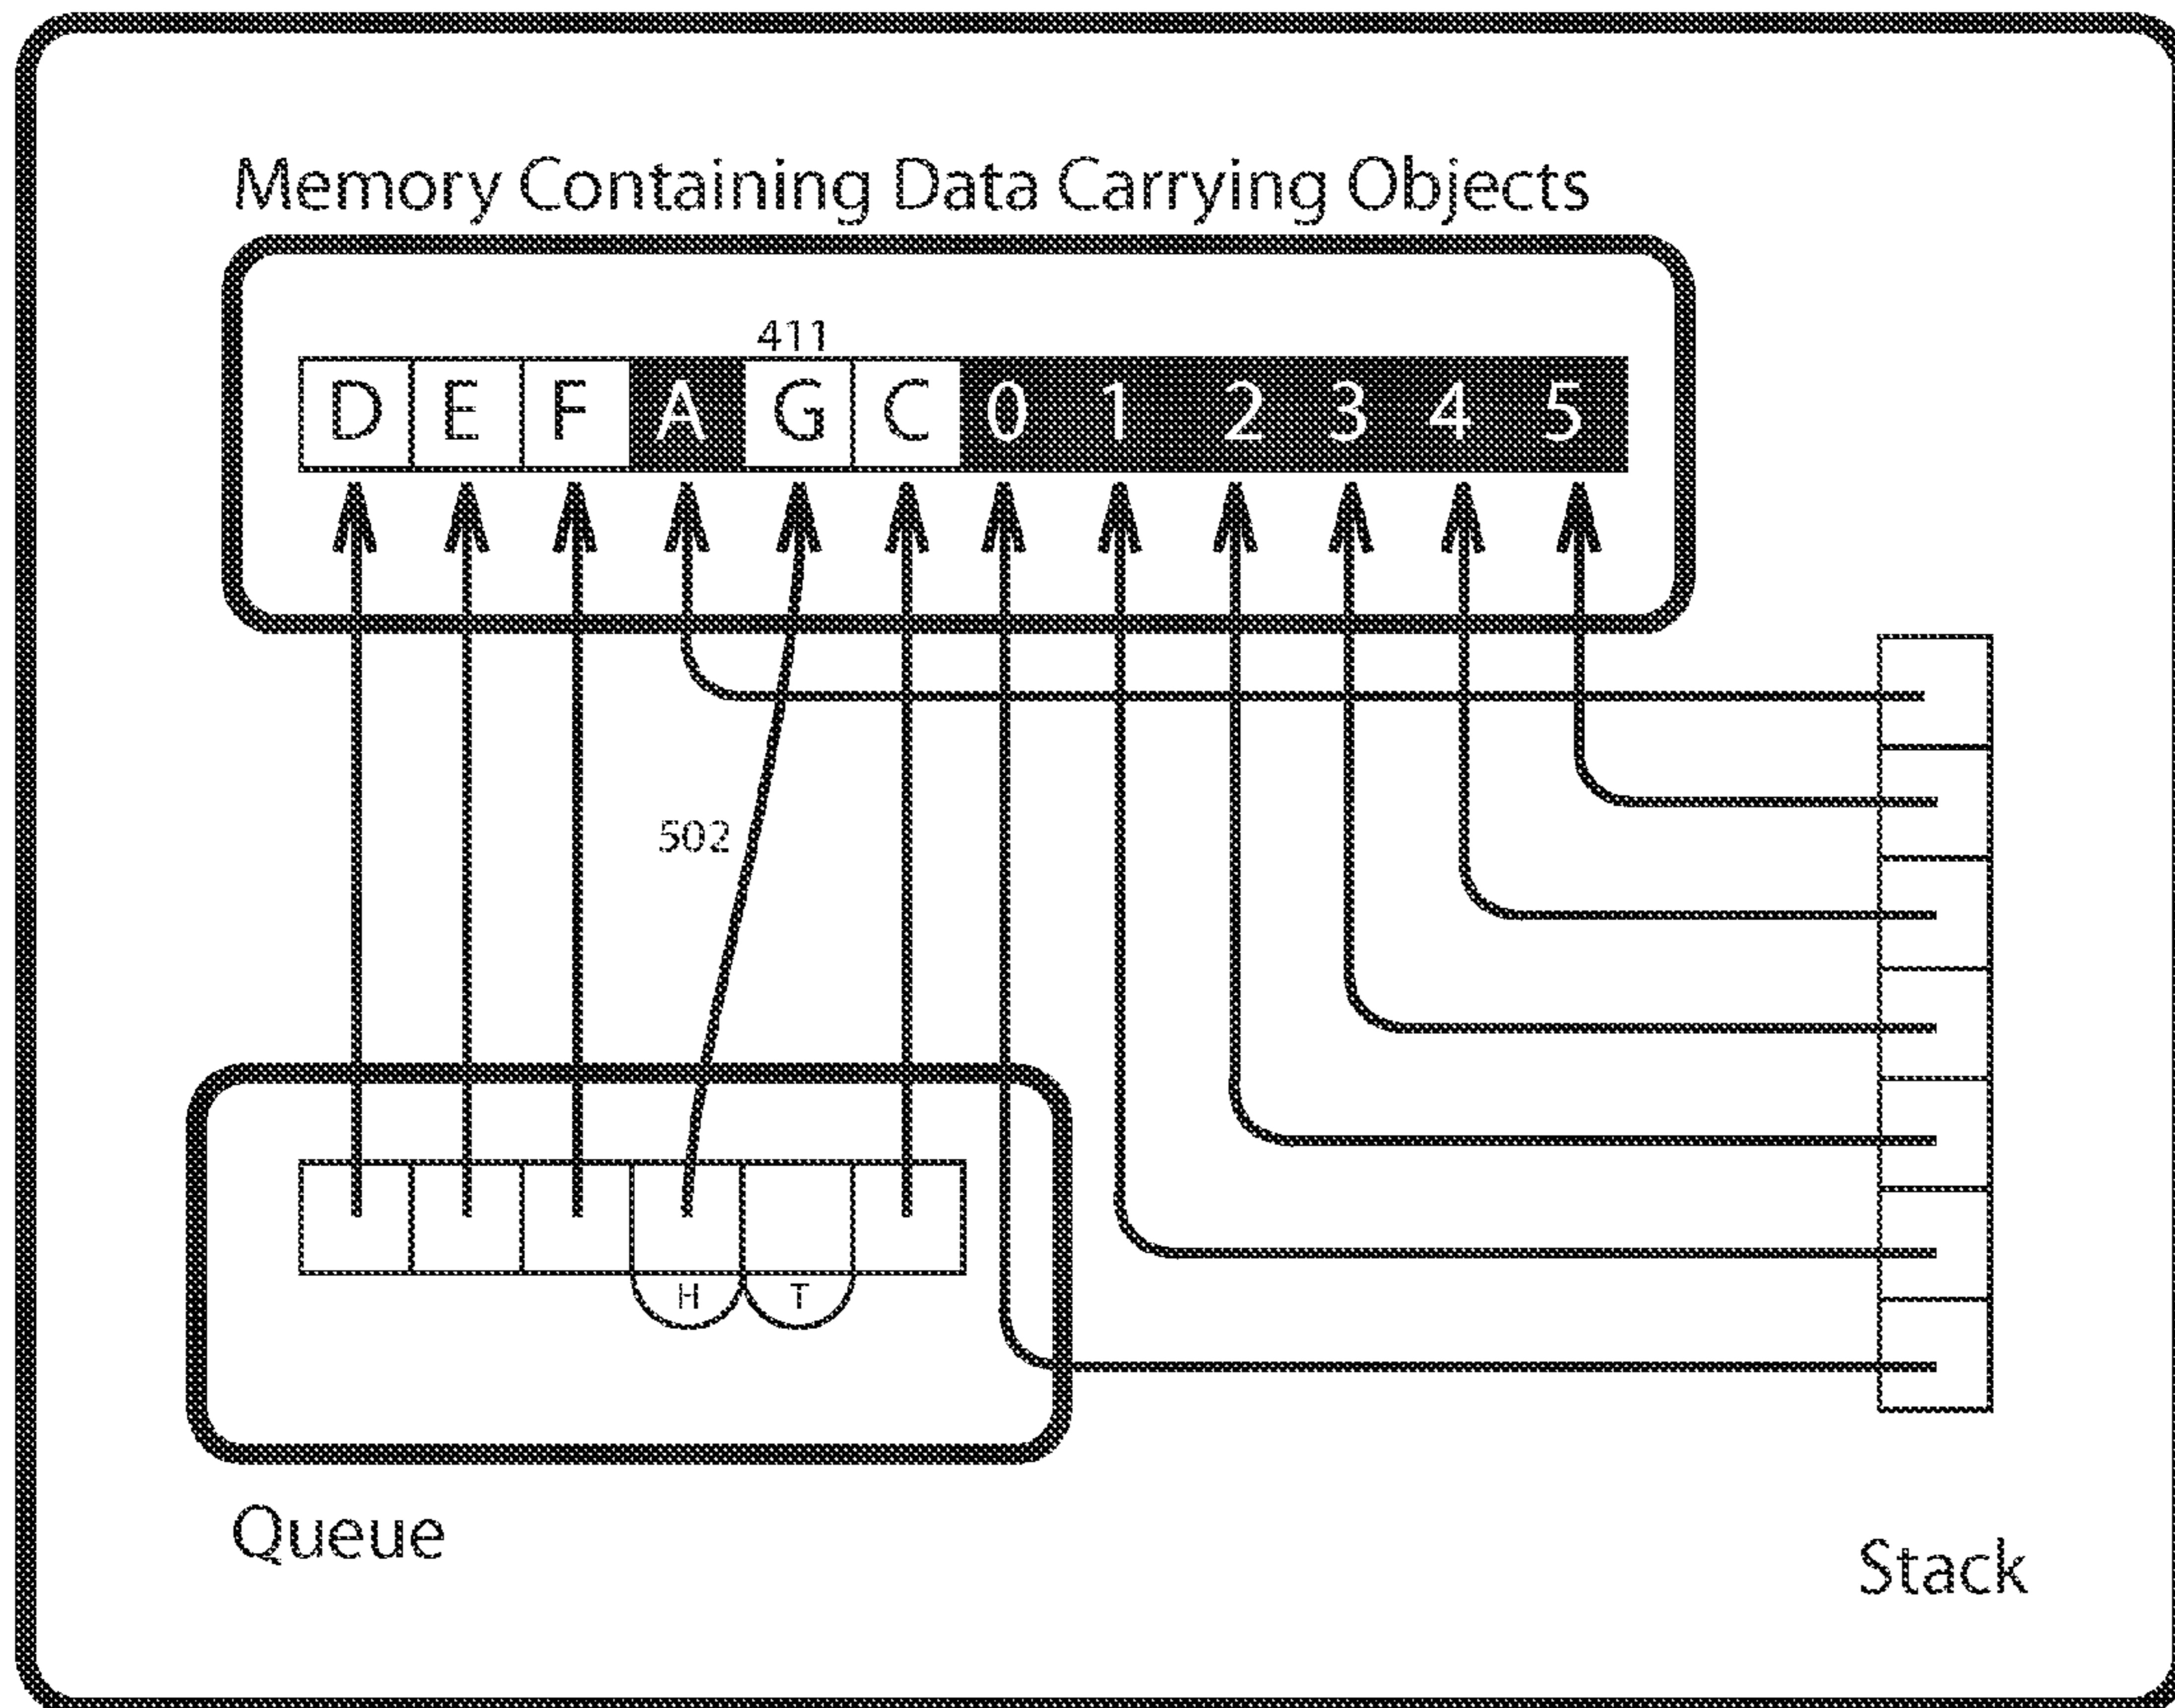 Memory Containing Data Carrying Objects
411
D E F A G C 0 1 2 3 4 5
502
H T
Queue
Stack